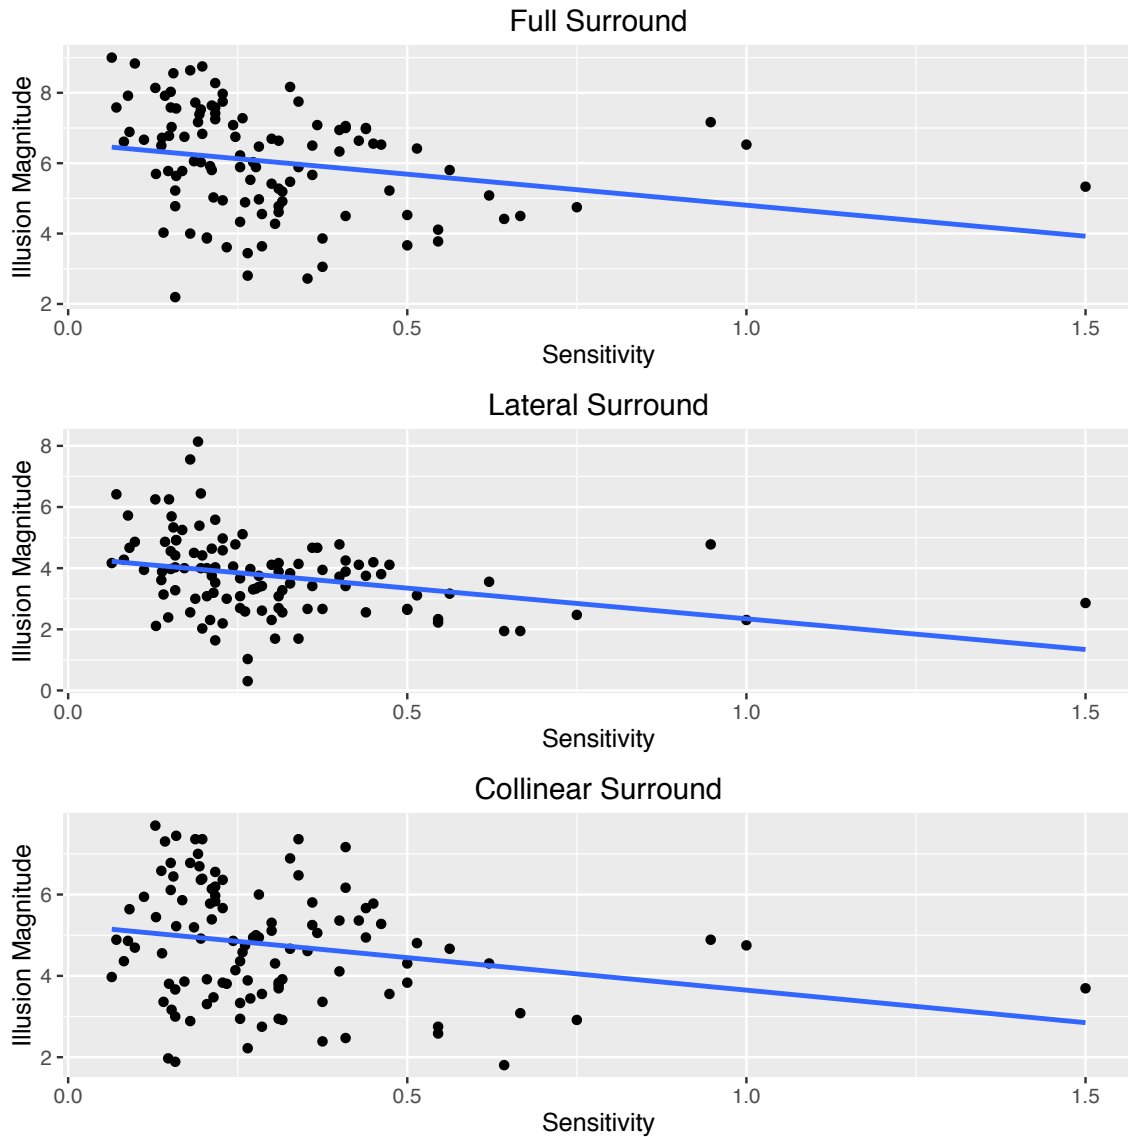 Full Surround
Illusion Magnitude
8
6
4
2
0.0 0.5 1.0 1.5
Sensitivity
Lateral Surround
Illusion Magnitude
8
6
4
2
0
0.0 0.5 1.0 1.5
Sensitivity
Collinear Surround
Illusion Magnitude
6
4
2
0.0 0.5 1.0 1.5
Sensitivity